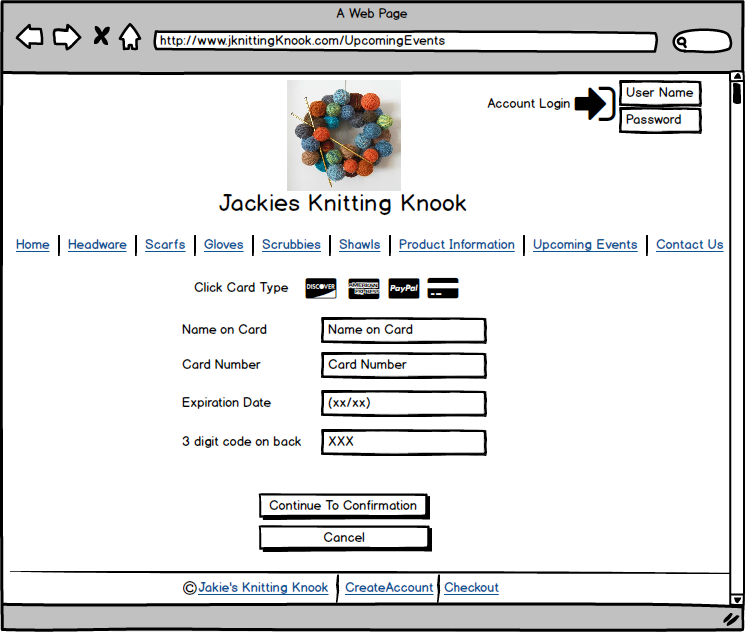 A Web Page
http://www.jknittingKnook.com/UpcomingEvents
Account Login
User Name
Password
Jackies Knitting Knook
Home Headware Scarfs Gloves Scrubbies Shawls Product Information Upcoming Events Contact Us
Click Card Type DISCOVER AMERICAN EXPRESS PayPal
Name on Card Name on Card
Card Number Card Number
Expiration Date (xx/xx)
3 digit code on back XXX
Continue To Confirmation
Cancel
©Jakie's Knitting Knook CreateAccount Checkout